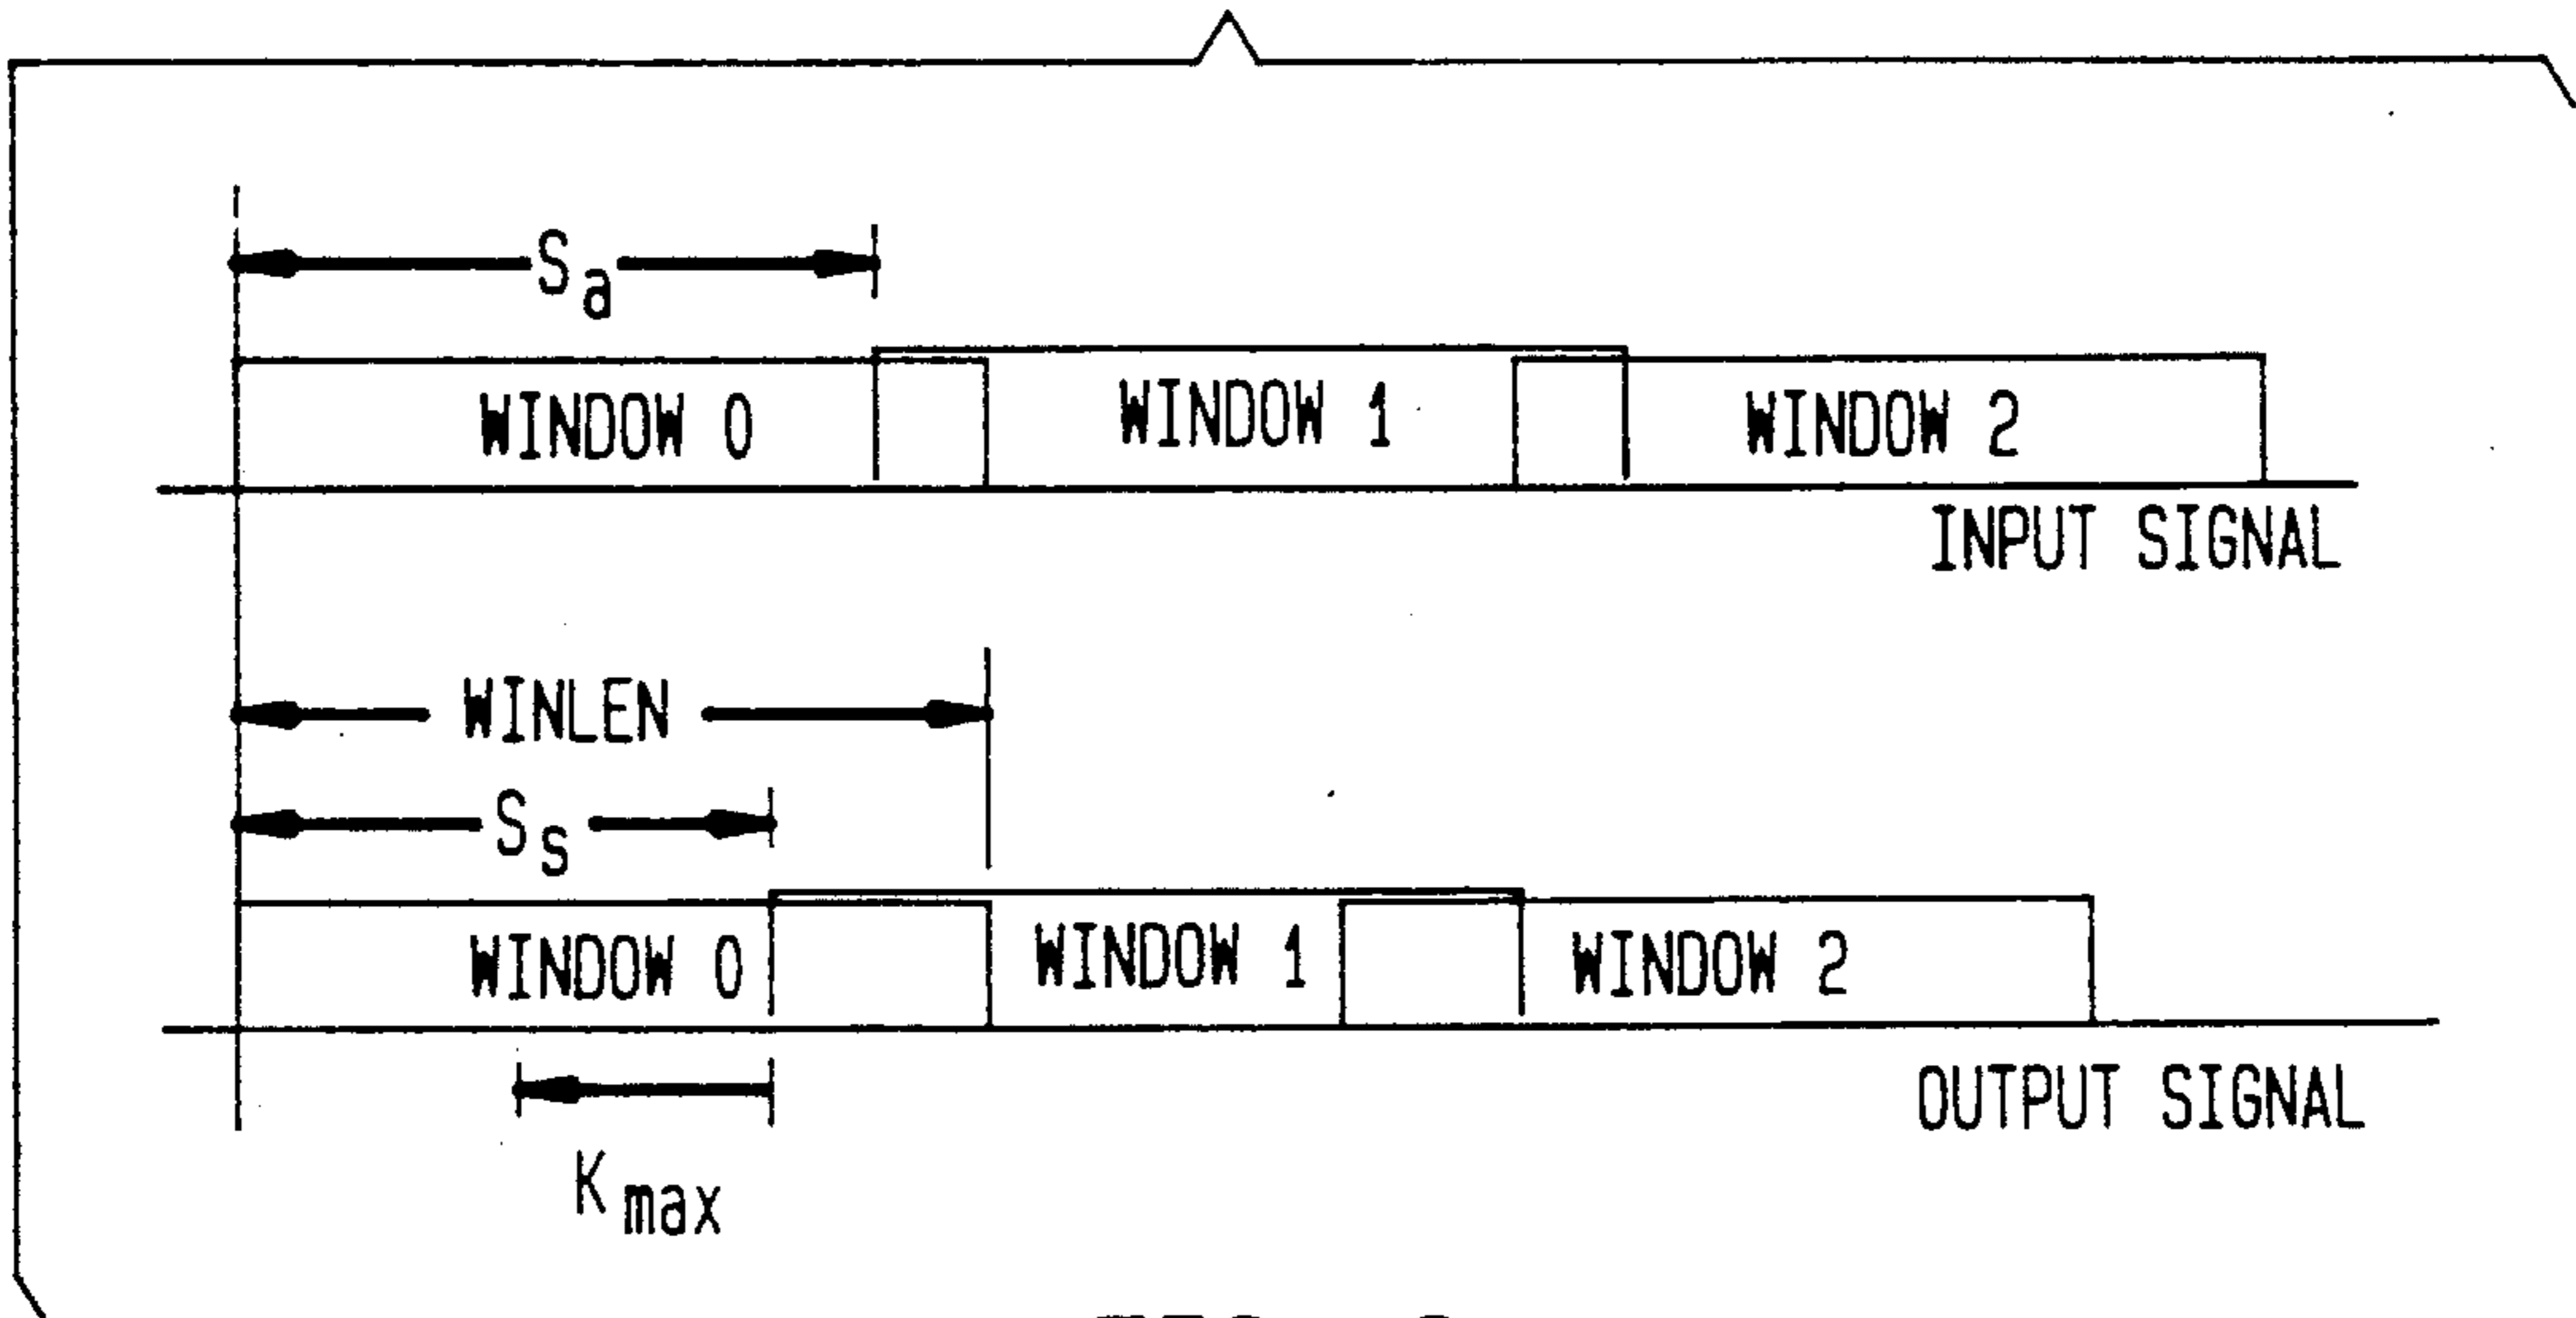 Sa
WINDOW 0 WINDOW 1 WINDOW 2
INPUT SIGNAL
WINLEN
Ss
WINDOW 0 WINDOW 1 WINDOW 2
OUTPUT SIGNAL
Kmax